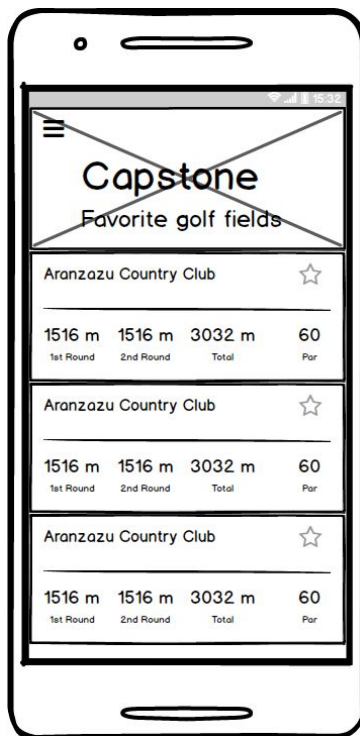 15:32
Capstone
Favorite golf fields
Aranzazu Country Club
1516 m 1516 m 3032 m 60
1st Round 2nd Round Total Par
Aranzazu Country Club
1516 m 1516 m 3032 m 60
1st Round 2nd Round Total Par
Aranzazu Country Club
1516 m 1516 m 3032 m 60
1st Round 2nd Round Total Par